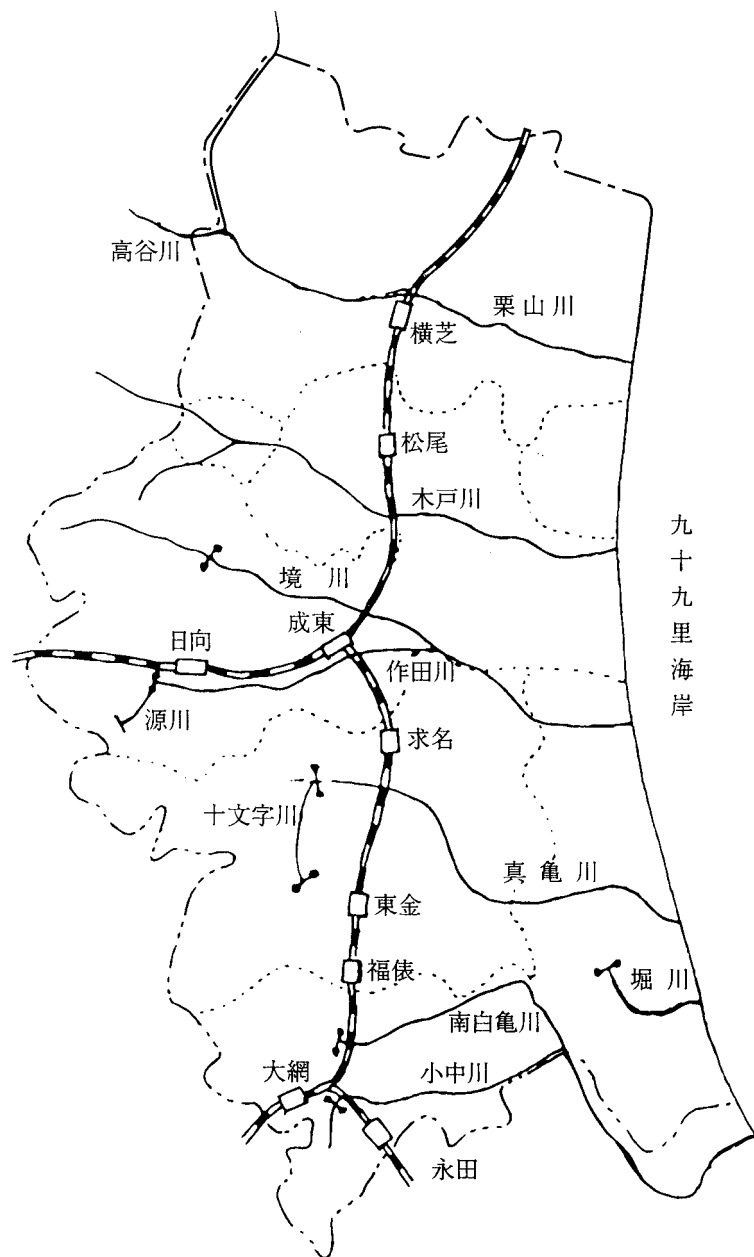 高谷川
栗山川
横芝
松尾
木戸川
九十九里海岸
境川
成東
日向
作田川
源川
求名
十文字川
真亀川
東金
堀川
福俵
南白亀川
大網
小中川
永田